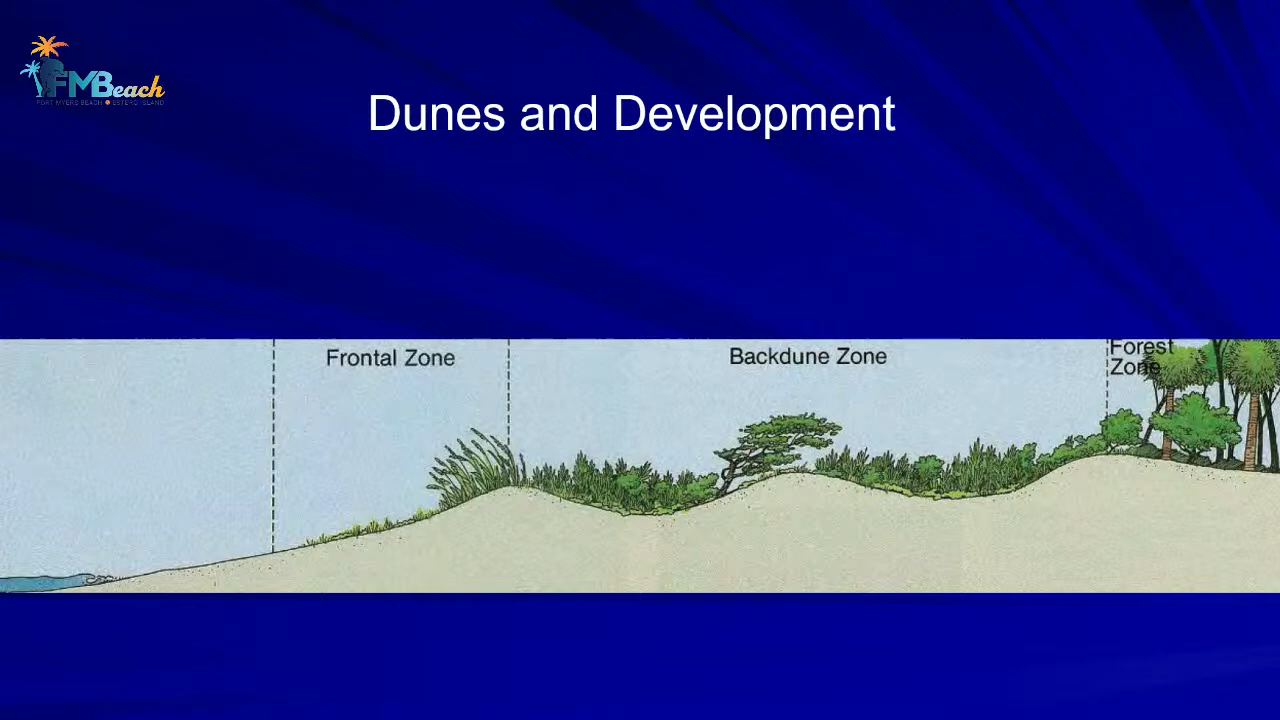 FMBeach
FORT MYERS BEACH ESTERO ISLAND
Dunes and Development
Frontal Zone
Backdune Zone
Forest
Zone